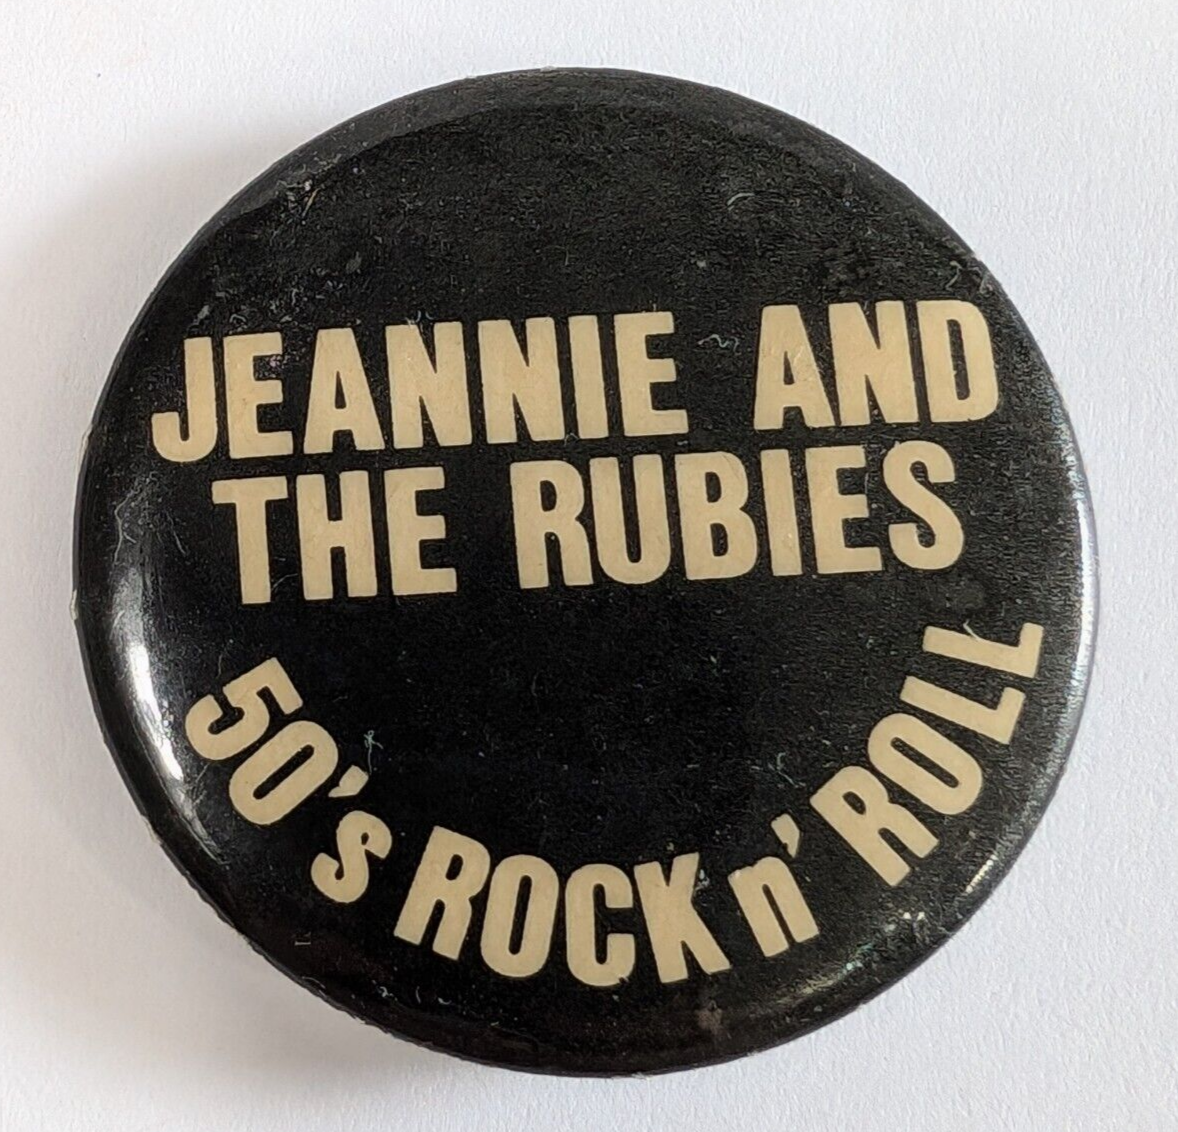 JEANNIE AND
THE RUBIES
50's ROCK n' ROLL